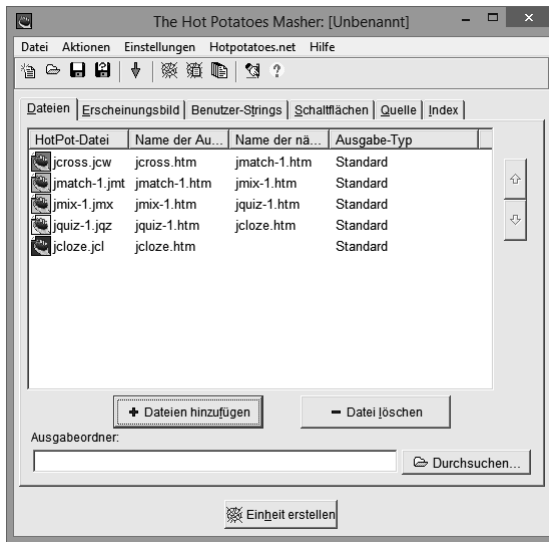 The Hot Potatoes Masher: [Unbenannt]
Datei Aktionen Einstellungen Hotpotatoes.net Hilfe
Dateien Erscheinungsbild Benutzer-Strings Schaltflächen Quelle Index
HotPot-Datei Name der Au... Name der nä... Ausgabe-Typ
jcross.jcw jcross.htm jmatch-1.htm Standard
jmatch-1.jmt jmatch-1.htm jmix-1.htm Standard
jmix-1.jmx jmix-1.htm jquiz-1.htm Standard
jquiz-1.jqz jquiz-1.htm jcloze.htm Standard
jcloze.jcl jcloze.htm Standard
Dateien hinzufügen Datei löschen
Ausgabeordner:
Durchsuchen...
Einheit erstellen